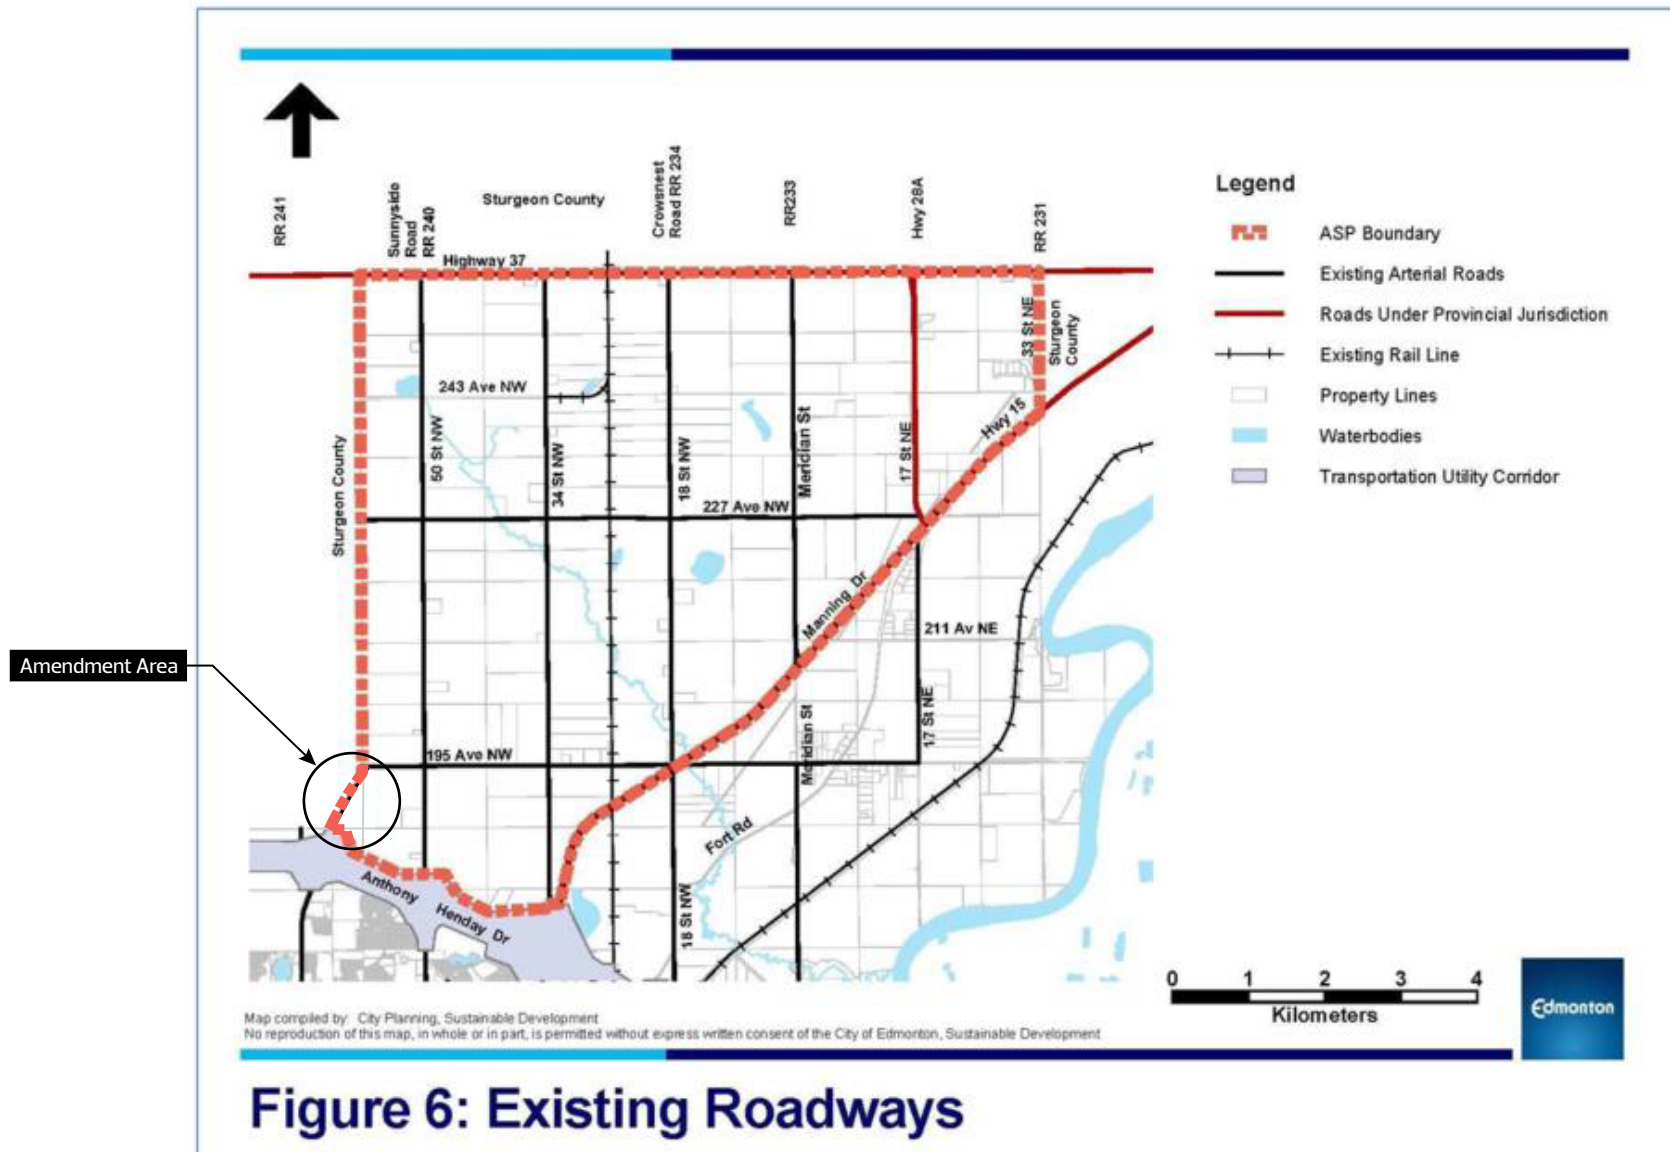 RR 241
Sunnyside
Road
RR 240
Sturgeon County
Crowsnest
Road RR 234
RR233
Hwy 28A
RR 231
Highway 37
33 St NE
Sturgeon
County
243 Ave NW
Hwy 15
Sturgeon County
50 St NW
34 St NW
18 St NW
Meridian St
17 St NE
227 Ave NW
Manning Dr
211 Av NE
Amendment Area
17 St NE
195 Ave NW
Meridian St
Fort Rd
Anthony
Henday Dr
18 St NW
Legend
ASP Boundary
Existing Arterial Roads
Roads Under Provincial Jurisdiction
Existing Rail Line
Property Lines
Waterbodies
Transportation Utility Corridor
0 1 2 3 4
Kilometers
Edmonton
Map compiled by: City Planning, Sustainable Development
No reproduction of this map, in whole or in part, is permitted without express written consent of the City of Edmonton, Sustainable Development
Figure 6: Existing Roadways